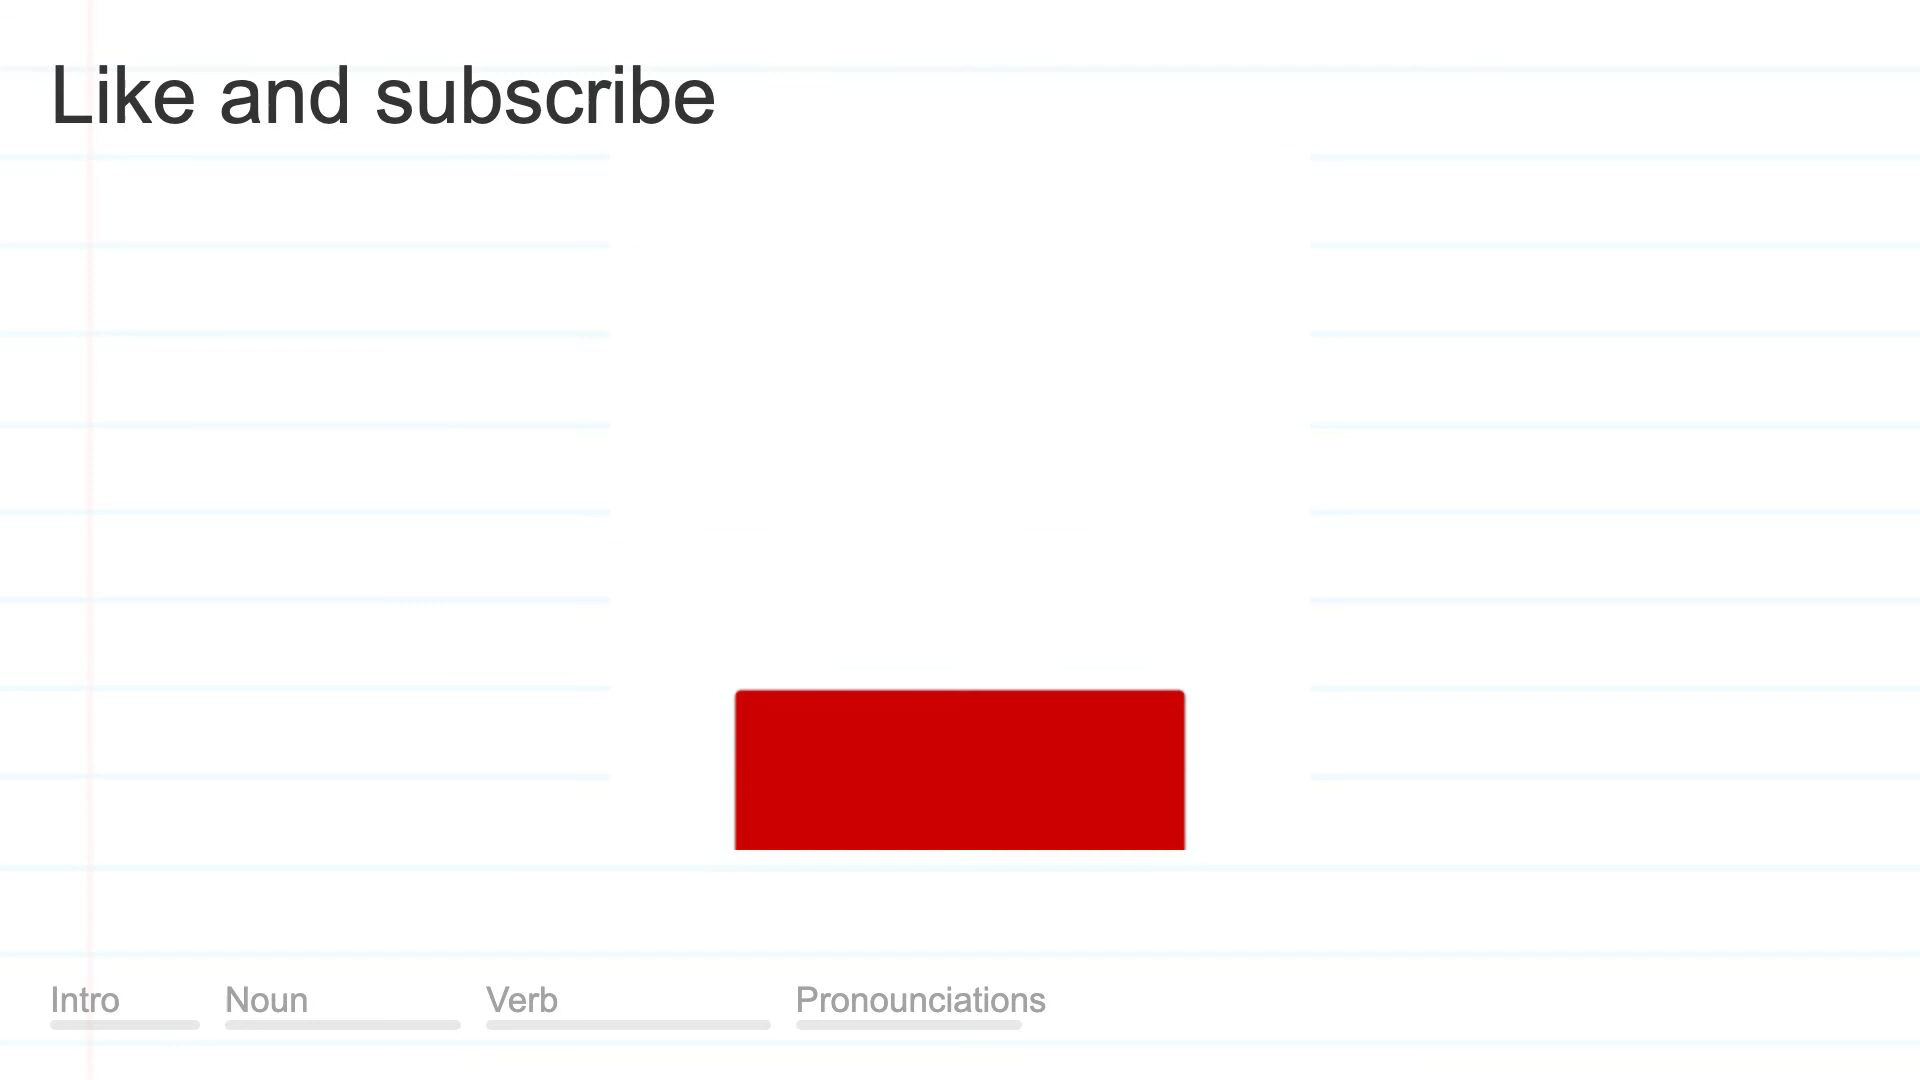 Like and subscribe
Intro
Noun
Verb
Pronounciations